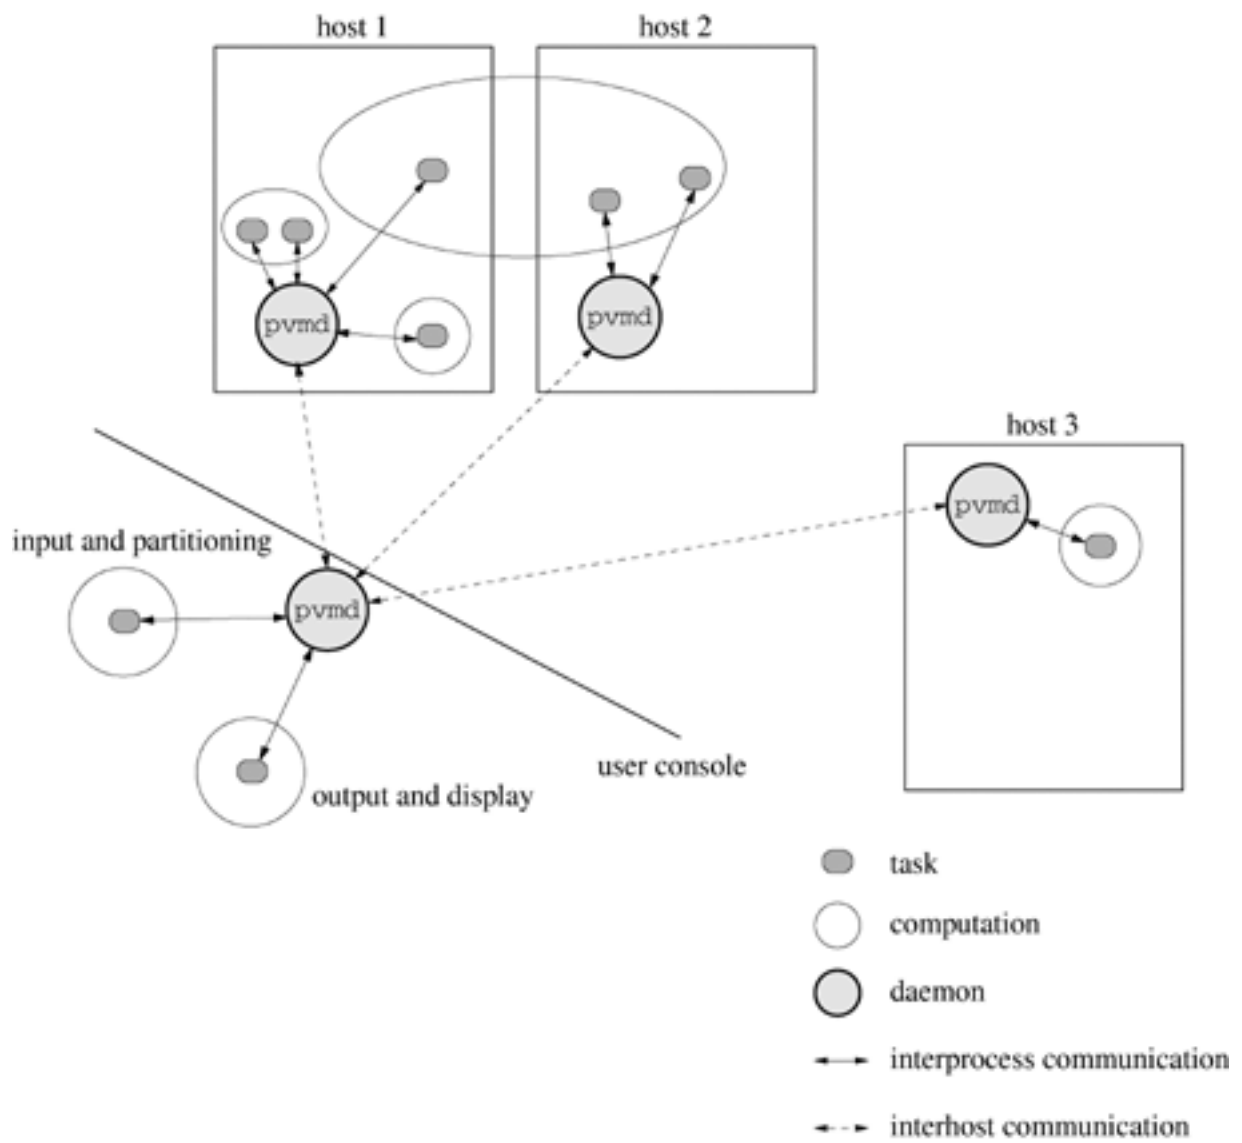 host 1
host 2
pvmd
pvmd
host 3
pvmd
input and partitioning
pvmd
user console
output and display
task
computation
daemon
interprocess communication
interhost communication